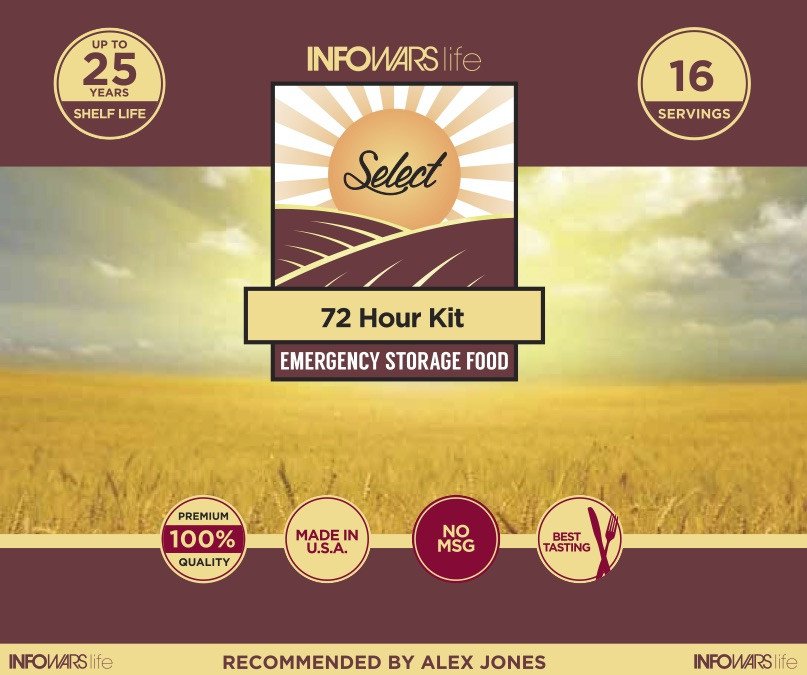 UP TO
25
YEARS
SHELF LIFE
INFOWARS life
16
SERVINGS
Select
72 Hour Kit
EMERGENCY STORAGE FOOD
PREMIUM
100%
QUALITY
MADE IN
U.S.A.
NO
MSG
BEST
TASTING
INFOWARS life
RECOMMENDED BY ALEX JONES
INFOWARS life